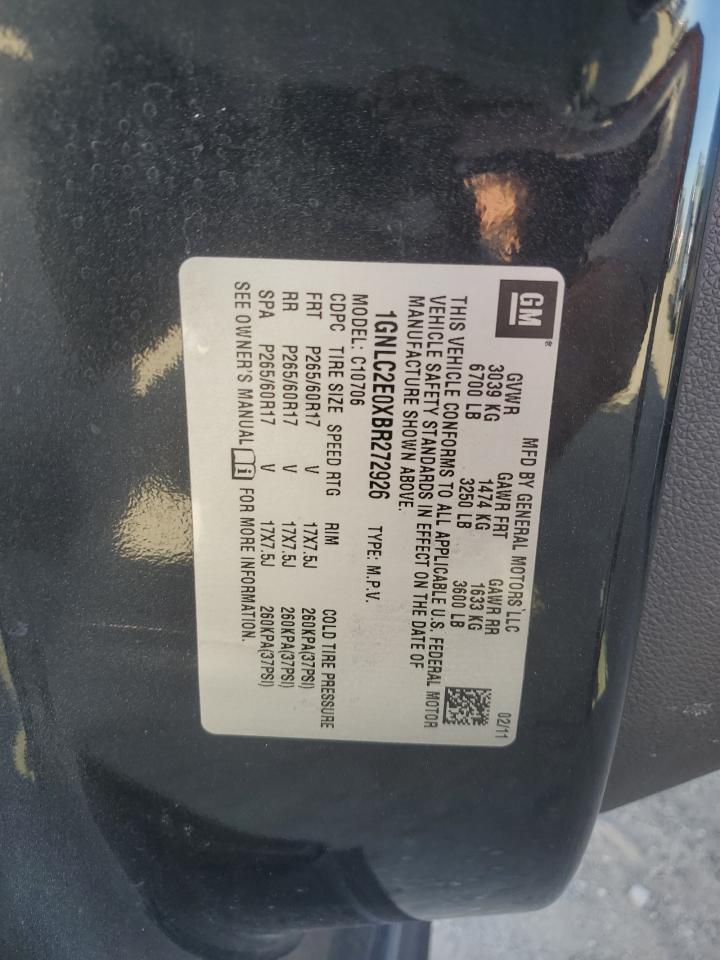 GM ®
MFD BY GENERAL MOTORS LLC 02/11
GVWR GAWR FRT GAWR RR
3039 KG 1474 KG 1633 KG
6700 LB 3250 LB 3600 LB
THIS VEHICLE CONFORMS TO ALL APPLICABLE U.S. FEDERAL MOTOR
VEHICLE SAFETY STANDARDS IN EFFECT ON THE DATE OF
MANUFACTURE SHOWN ABOVE.
1GNLC2E0XBR272926 TYPE: M.P.V.
MODEL: C10706
CDPC TIRE SIZE SPEED RTG RIM COLD TIRE PRESSURE
FRT P265/60R17 V 17X7.5J 260KPA(37PSI)
RR P265/60R17 V 17X7.5J 260KPA(37PSI)
SPA P265/60R17 V 17X7.5J 260KPA(37PSI)
SEE OWNER'S MANUAL i FOR MORE INFORMATION.